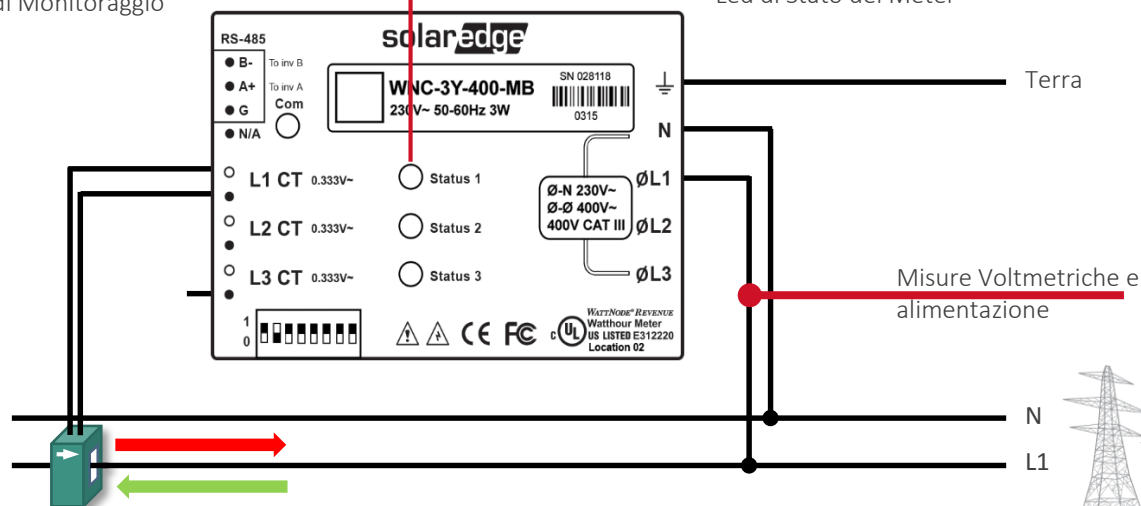 di Monitoraggio
Led di Stato del Meter
RS-485
solaredge
B- To inv B
A+ To inv A
G Com
N/A
WNC-3Y-400-MB
230V~ 50-60Hz 3W
SN 028118
0315
Terra
N
L1 CT 0.333V~
Status 1
ØL1
Ø-N 230V~
Ø-Ø 400V~
400V CAT III
L2 CT 0.333V~
Status 2
ØL2
L3 CT 0.333V~
Status 3
ØL3
Misure Voltmetriche e
alimentazione
1
0
CE FC
c UL
WATTNODE® REVENUE
Watthour Meter
US LISTED E312220
Location 02
N
L1